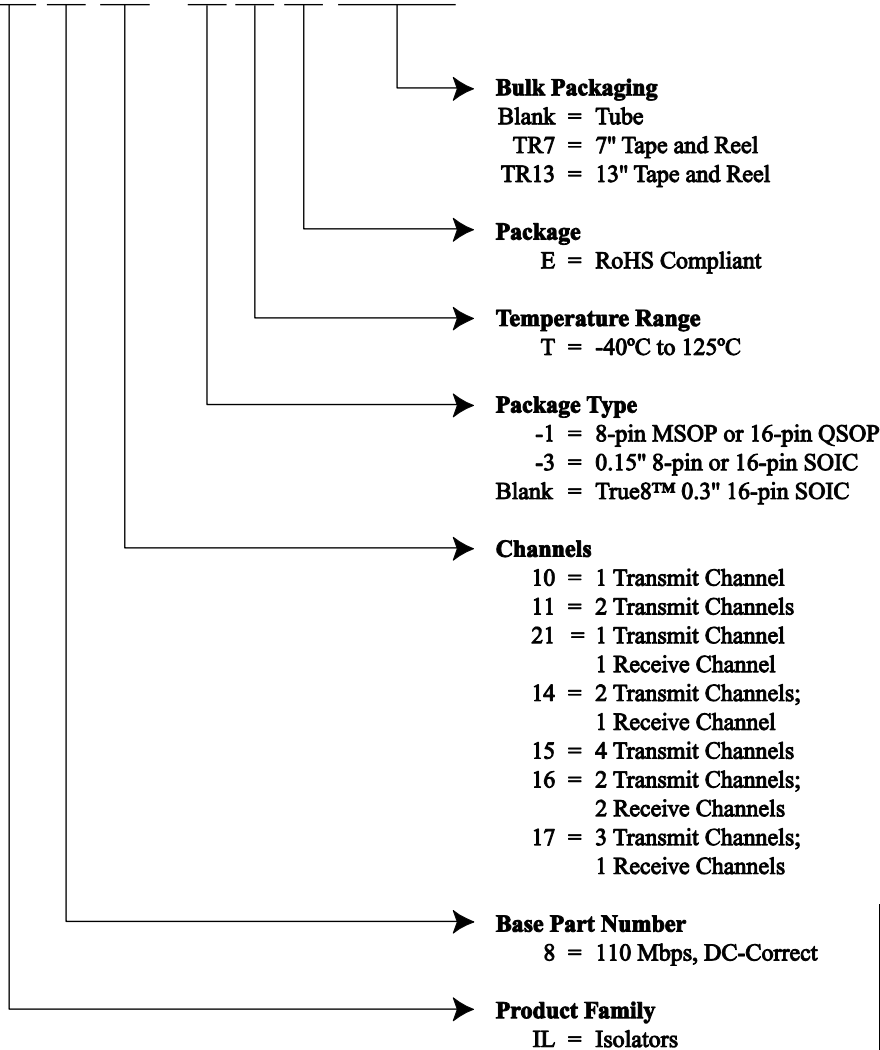 Bulk Packaging
Blank = Tube
TR7 = 7" Tape and Reel
TR13 = 13" Tape and Reel
Package
E = RoHS Compliant
Temperature Range
T = -40ºC to 125ºC
Package Type
-1 = 8-pin MSOP or 16-pin QSOP
-3 = 0.15" 8-pin or 16-pin SOIC
Blank = True8™ 0.3" 16-pin SOIC
Channels
10 = 1 Transmit Channel
11 = 2 Transmit Channels
21 = 1 Transmit Channel
1 Receive Channel
14 = 2 Transmit Channels;
1 Receive Channel
15 = 4 Transmit Channels
16 = 2 Transmit Channels;
2 Receive Channels
17 = 3 Transmit Channels;
1 Receive Channels
Base Part Number
8 = 110 Mbps, DC-Correct
Product Family
IL = Isolators